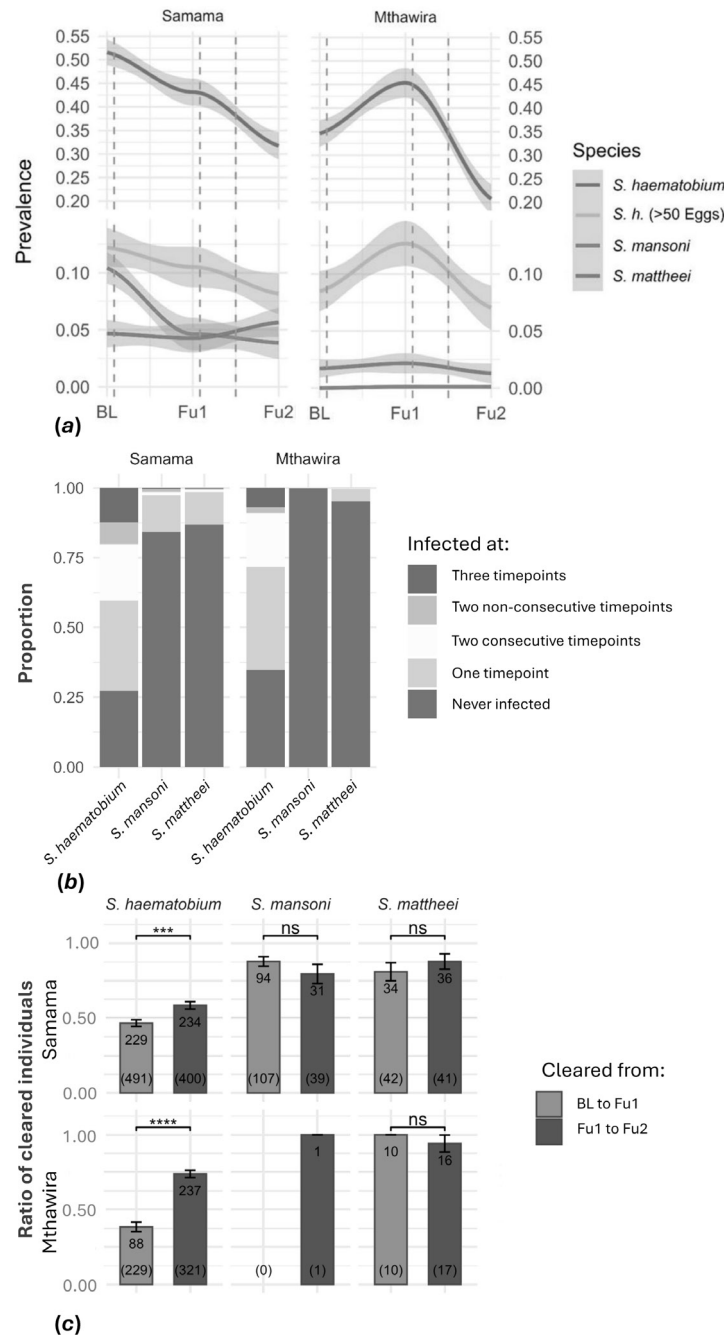 Samama Mthawira
0.55 0.55
0.50 0.50
0.45 0.45
0.40 0.40
0.35 0.35
0.30 0.30
0.25 0.25
0.20 0.20
0.10 0.10
0.05 0.05
0.00 0.00
Prevalence
BL Fu1 Fu2 BL Fu1 Fu2
Species
S. haematobium
S. h. (>50 Eggs)
S. mansoni
S. mattheei
(a)
Samama Mthawira
1.00
0.75
0.50
0.25
0.00
Proportion
S. haematobium S. mansoni S. mattheei S. haematobium S. mansoni S. mattheei
Infected at:
Three timepoints
Two non-consecutive timepoints
Two consecutive timepoints
One timepoint
Never infected
(b)
S. haematobium S. mansoni S. mattheei
Ratio of cleared individuals
Samama
*** ns ns
1.00
0.50
0.00
229 234 94 31 34 36
(491) (400) (107) (39) (42) (41)
Mthawira
**** ns
1.00
0.50
0.00
88 237 1 10 16
(229) (321) (0) (1) (10) (17)
Cleared from:
BL to Fu1
Fu1 to Fu2
(c)